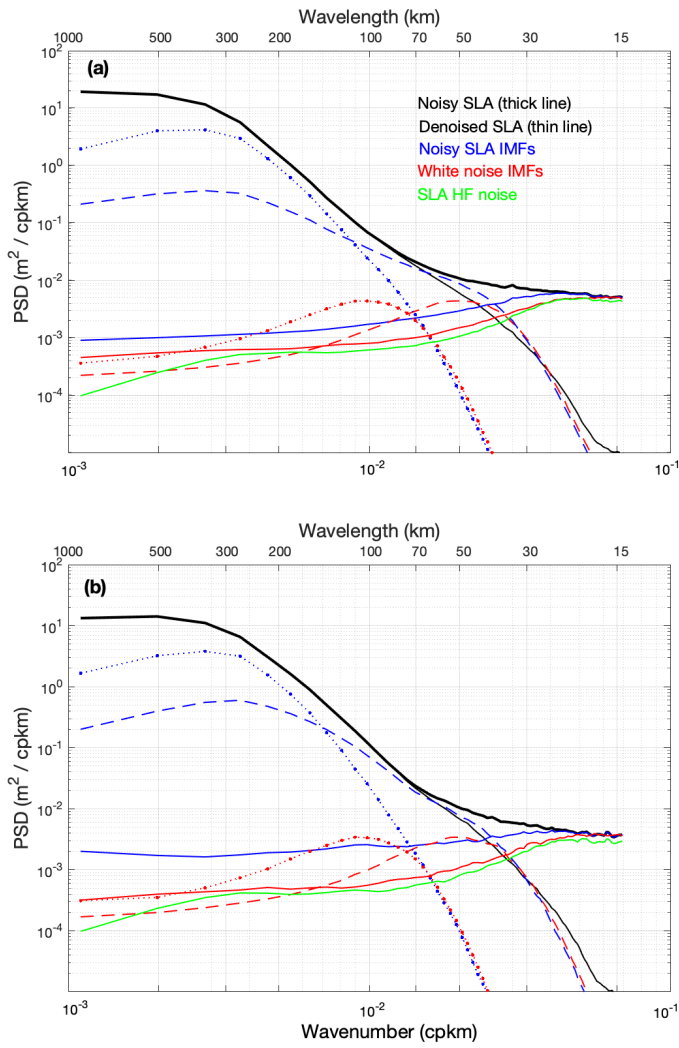 Wavelength (km)
1000 500 300 200 100 70 50 30 15
10² 
(a)
Noisy SLA (thick line)
10¹
Denoised SLA (thin line)
Noisy SLA IMFs
White noise IMFs
10⁰
SLA HF noise
10⁻¹
PSD (m² / cpkm)
10⁻²
10⁻³
10⁻⁴
10⁻³ 10⁻² 10⁻¹
Wavelength (km)
1000 500 300 200 100 70 50 30 15
10²
(b)
10¹
10⁰
10⁻¹
PSD (m² / cpkm)
10⁻²
10⁻³
10⁻⁴
10⁻³ 10⁻² 10⁻¹
Wavenumber (cpkm)